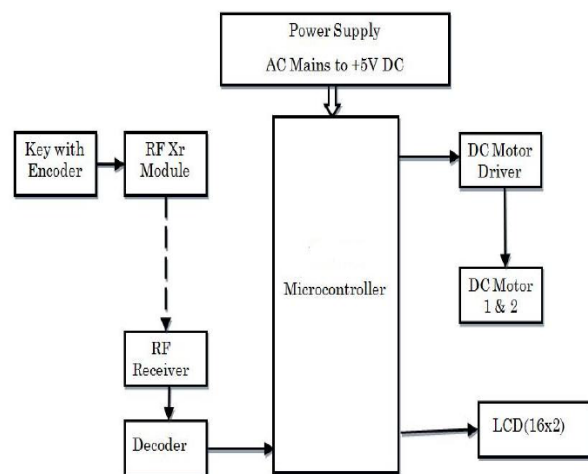 Power Supply
AC Mains to +5V DC
Key with
Encoder
RF Xr
Module
DC Motor
Driver
Microcontroller
DC Motor
1 & 2
RF
Receiver
Decoder
LCD(16x2)